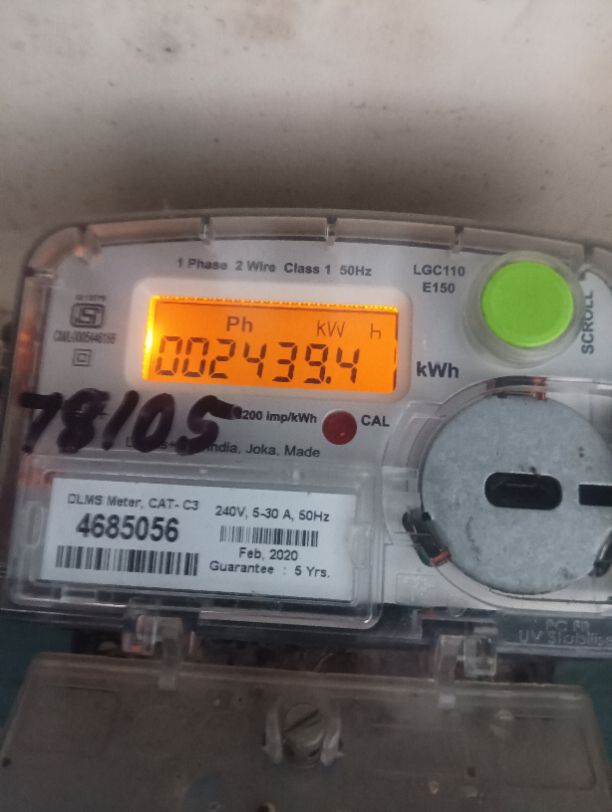 1 Phase 2 Wire Class 1 50Hz
LGC110
E150
SCROLL
Ph kW h
002439.4
kWh
200 imp/kWh
CAL
78105
India, Joka, Made
DLMS Meter, CAT- C3
4685056
240V, 5-30 A, 50Hz
Feb, 2020
Guarantee : 5 Yrs.